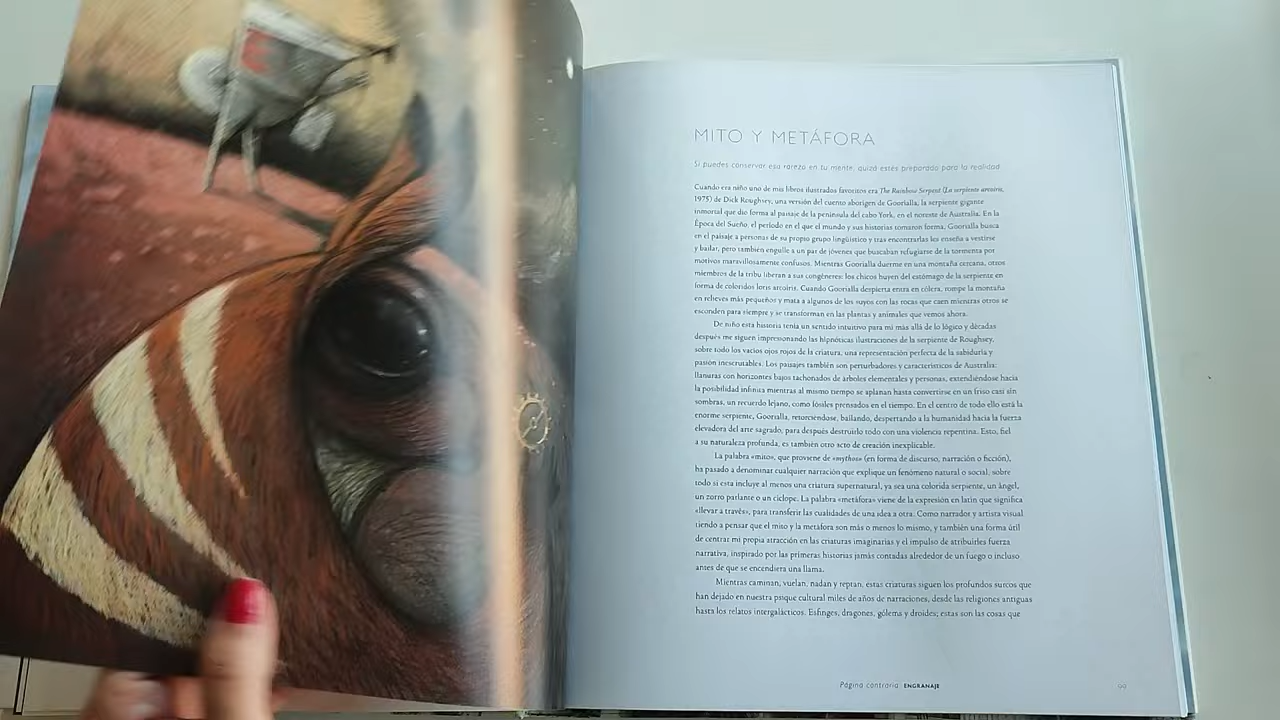 MITO Y METÁFORA
Si puedes conservar esa rareza en tu mente, quizá estés preparado para la realidad
Cuando era niño uno de mis libros ilustrados favoritos era The Rainbow Serpent (La serpiente arcoíris,
1975) de Dick Roughsey, una versión del cuento aborigen de Goorialla, la serpiente gigante
inmortal que dio forma al paisaje de la península del cabo York, en el noreste de Australia. En la
Época del Sueño, el período en el que el mundo y sus historias tomaron forma, Goorialla busca
en el paisaje a personas de su propio grupo lingüístico y tras encontrarlas les enseña a vestirse
y bailar, pero también engulle a un par de jóvenes que buscaban refugiarse de la tormenta por
motivos maravillosamente confusos. Mientras Goorialla duerme en una montaña cercana, otros
miembros de la tribu liberan a sus congéneres: los chicos huyen del estómago de la serpiente en
forma de coloridos loris arcoíris. Cuando Goorialla despierta entra en cólera, rompe la montaña
en relieves más pequeños y mata a algunos de los suyos con las rocas que caen mientras otros se
esconden para siempre y se transforman en las plantas y animales que vemos ahora.
De niño esta historia tenía un sentido intuitivo para mí más allá de lo lógico y décadas
después me siguen impresionando las hipnóticas ilustraciones de la serpiente de Roughsey,
sobre todo los vacíos ojos rojos de la criatura, una representación perfecta de la sabiduría y
pasión inescrutables. Los paisajes también son perturbadores y característicos de Australia:
llanuras con horizontes bajos tachonados de árboles elementales y personas, extendiéndose hacia
la posibilidad infinita mientras al mismo tiempo se aplanan hasta convertirse en un friso casi sin
sombras, un recuerdo lejano, como fósiles prensados en el tiempo. En el centro de todo ello está la
enorme serpiente, Goorialla, retorciéndose, bailando, despertando a la humanidad hacia la fuerza
elevadora del arte sagrado, para después destruirlo todo con una violencia repentina. Esto, fiel
a su naturaleza profunda, es también otro acto de creación inexplicable.
La palabra «mito», que proviene de «mythos» (en forma de discurso, narración o ficción),
ha pasado a denominar cualquier narración que explique un fenómeno natural o social, sobre
todo si esta incluye al menos una criatura supernatural, ya sea una colorida serpiente, un ángel,
un zorro parlante o un cíclope. La palabra «metáfora» viene de la expresión en latín que significa
«llevar a través», para transferir las cualidades de una idea a otra. Como narrador y artista visual
tiendo a pensar que el mito y la metáfora son más o menos lo mismo, y también una forma útil
de centrar mi propia atracción en las criaturas imaginarias y el impulso de atribuirles fuerza
narrativa, inspirado por las primeras historias jamás contadas alrededor de un fuego o incluso
antes de que se encendiera una llama.
Mientras caminan, vuelan, nadan y reptan, estas criaturas siguen los profundos surcos que
han dejado en nuestra psique cultural miles de años de narraciones, desde las religiones antiguas
hasta los relatos intergalácticos. Esfinges, dragones, gólems y droides; estas son las cosas que
Página contraria: ENGRANAJE